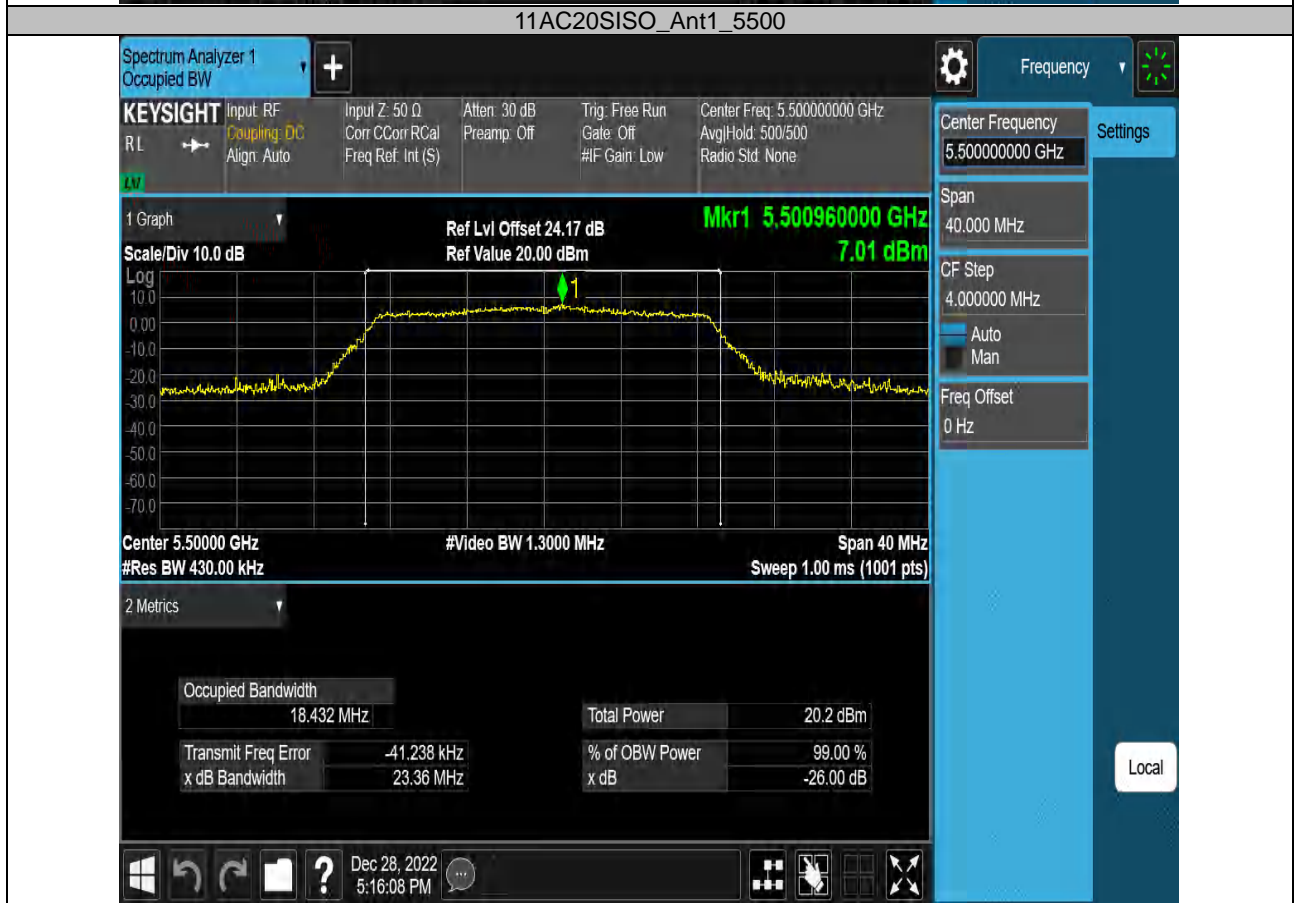 11AC20SISO_Ant1_5500
Spectrum Analyzer 1
Occupied BW
Frequency
KEYSIGHT
RL
Input: RF
Coupling: DC
Align: Auto
Input Z: 50 Ω
Corr CCorr RCal
Freq Ref: Int (S)
Atten: 30 dB
Preamp: Off
Trig: Free Run
Gate: Off
#IF Gain: Low
Center Freq: 5.500000000 GHz
Avg|Hold: 500/500
Radio Std: None
Center Frequency
5.500000000 GHz
Settings
Span
40.000 MHz
CF Step
4.000000 MHz
Auto
Man
Freq Offset
0 Hz
1 Graph
Scale/Div 10.0 dB
Ref Lvl Offset 24.17 dB
Ref Value 20.00 dBm
Mkr1 5.500960000 GHz
7.01 dBm
Log
10.0
0.00
-10.0
-20.0
-30.0
-40.0
-50.0
-60.0
-70.0
1
Center 5.50000 GHz
#Video BW 1.3000 MHz
Span 40 MHz
#Res BW 430.00 kHz
Sweep 1.00 ms (1001 pts)
2 Metrics
Occupied Bandwidth
18.432 MHz
Total Power 20.2 dBm
Transmit Freq Error -41.238 kHz
% of OBW Power 99.00 %
x dB Bandwidth 23.36 MHz
x dB -26.00 dB
Local
Dec 28, 2022
5:16:08 PM